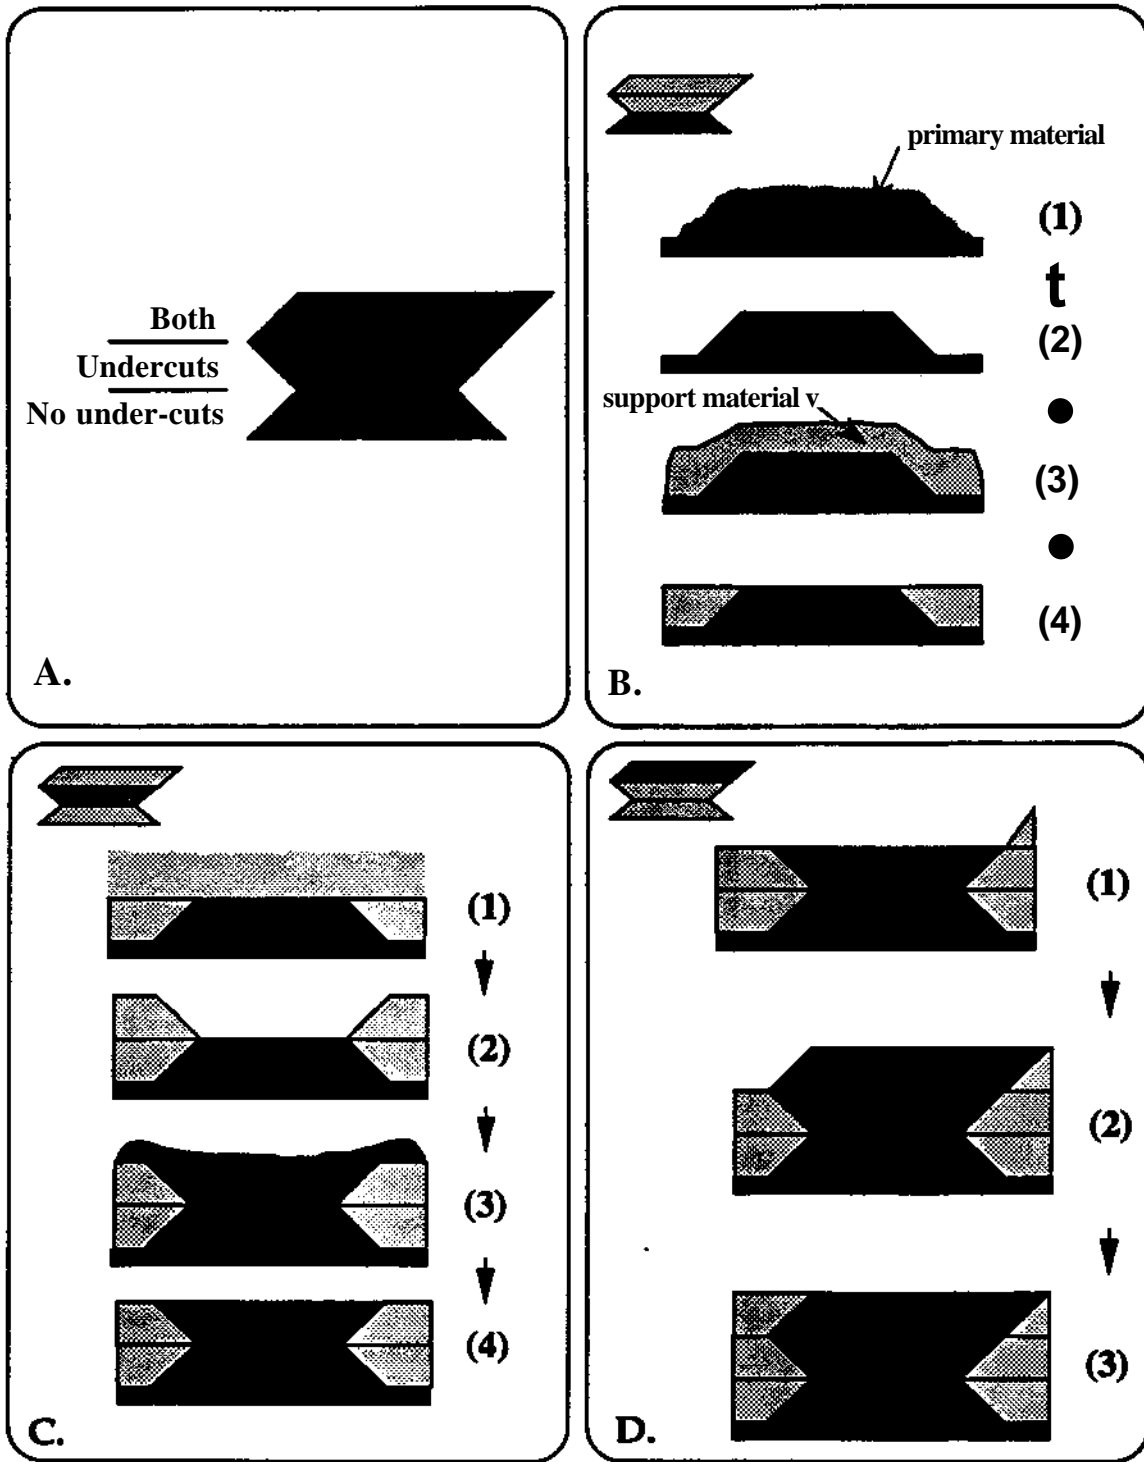 Both
Undercuts
No under-cuts
A.
primary material
(1)
t
(2)
support material v
●
(3)
●
(4)
B.
(1)
(2)
(3)
(4)
C.
(1)
(2)
(3)
D.